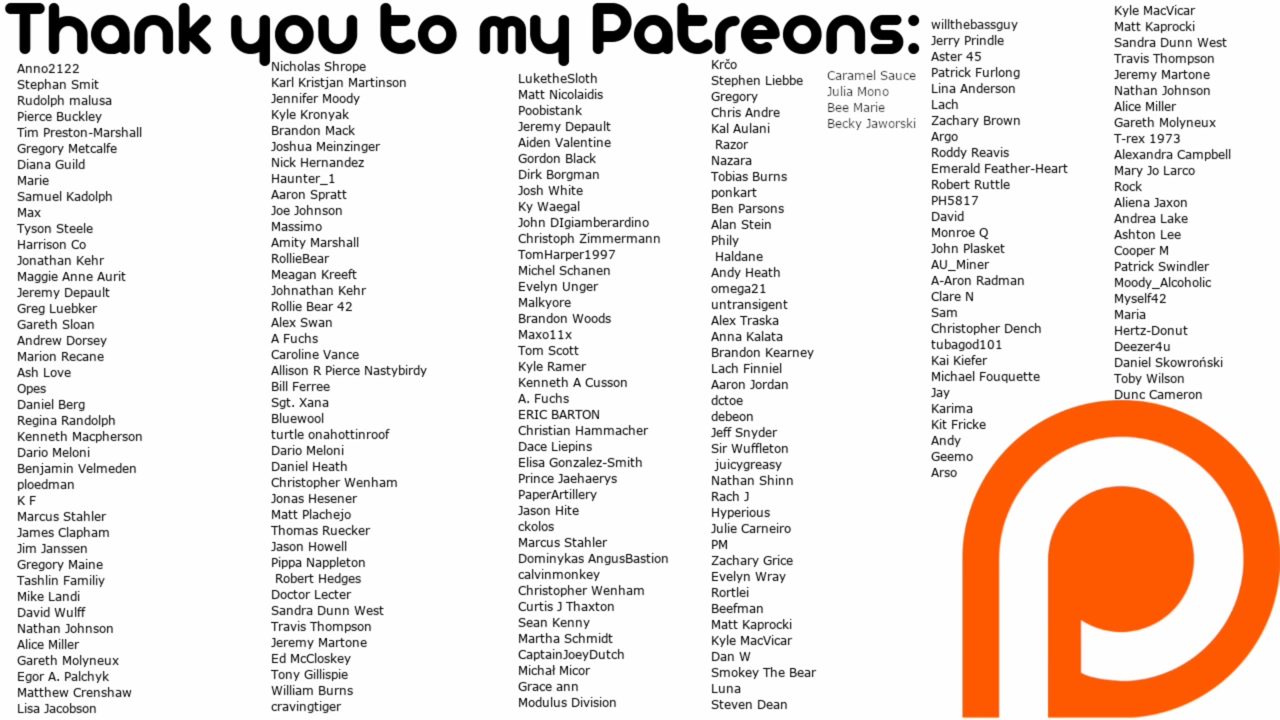 Thank you to my Patreons:
Anno2122
Stephan Smit
Rudolph malusa
Pierce Buckley
Tim Preston-Marshall
Gregory Metcalfe
Diana Guild
Marie
Samuel Kadolph
Max
Tyson Steele
Harrison Co
Jonathan Kehr
Maggie Anne Aurit
Jeremy Depault
Greg Luebker
Gareth Sloan
Andrew Dorsey
Marion Recane
Ash Love
Opes
Daniel Berg
Regina Randolph
Kenneth Macpherson
Dario Meloni
Benjamin Velmeden
ploedman
K F
Marcus Stahler
James Clapham
Jim Janssen
Gregory Maine
Tashlin Familiy
Mike Landi
David Wulff
Nathan Johnson
Alice Miller
Gareth Molyneux
Egor A. Palchyk
Matthew Crenshaw
Lisa Jacobson
Nicholas Shrope
Karl Kristjan Martinson
Jennifer Moody
Kyle Kronyak
Brandon Mack
Joshua Meinzinger
Nick Hernandez
Haunter_1
Aaron Spratt
Joe Johnson
Massimo
Amity Marshall
RollieBear
Meagan Kreeft
Johnathan Kehr
Rollie Bear 42
Alex Swan
A Fuchs
Caroline Vance
Allison R Pierce Nastybirdy
Bill Ferree
Sgt. Xana
Bluewool
turtle onahottinroof
Dario Meloni
Daniel Heath
Christopher Wenham
Jonas Hesener
Matt Plachejo
Thomas Ruecker
Jason Howell
Pippa Nappleton
Robert Hedges
Doctor Lecter
Sandra Dunn West
Travis Thompson
Jeremy Martone
Ed McCloskey
Tony Gillispie
William Burns
cravingtiger
LuketheSloth
Matt Nicolaidis
Poobistank
Jeremy Depault
Aiden Valentine
Gordon Black
Dirk Borgman
Josh White
Ky Waegal
John DIgiamberardino
Christoph Zimmermann
TomHarper1997
Michel Schanen
Evelyn Unger
Malkyore
Brandon Woods
Maxo11x
Tom Scott
Kyle Ramer
Kenneth A Cusson
A. Fuchs
ERIC BARTON
Christian Hammacher
Dace Liepins
Elisa Gonzalez-Smith
Prince Jaehaerys
PaperArtillery
Jason Hite
ckolos
Marcus Stahler
Dominykas AngusBastion
calvinmonkey
Christopher Wenham
Curtis J Thaxton
Sean Kenny
Martha Schmidt
CaptainJoeyDutch
Michał Micor
Grace ann
Modulus Division
Krčo
Stephen Liebbe
Gregory
Chris Andre
Kal Aulani
Razor
Nazara
Tobias Burns
ponkart
Ben Parsons
Alan Stein
Phily
Haldane
Andy Heath
omega21
untransigent
Alex Traska
Anna Kalata
Brandon Kearney
Lach Finniel
Aaron Jordan
dctoe
debeon
Jeff Snyder
Sir Wuffleton
juicygreasy
Nathan Shinn
Rach J
Hyperious
Julie Carneiro
PM
Zachary Grice
Evelyn Wray
Rortlei
Beefman
Matt Kaprocki
Kyle MacVicar
Dan W
Smokey The Bear
Luna
Steven Dean
Caramel Sauce
Julia Mono
Bee Marie
Becky Jaworski
willthebassguy
Jerry Prindle
Aster 45
Patrick Furlong
Lina Anderson
Lach
Zachary Brown
Argo
Roddy Reavis
Emerald Feather-Heart
Robert Ruttle
PH5817
David
Monroe Q
John Plasket
AU_Miner
A-Aron Radman
Clare N
Sam
Christopher Dench
tubagod101
Kai Kiefer
Michael Fouquette
Jay
Karima
Kit Fricke
Andy
Geemo
Arso
Kyle MacVicar
Matt Kaprocki
Sandra Dunn West
Travis Thompson
Jeremy Martone
Nathan Johnson
Alice Miller
Gareth Molyneux
T-rex 1973
Alexandra Campbell
Mary Jo Larco
Rock
Aliena Jaxon
Andrea Lake
Ashton Lee
Cooper M
Patrick Swindler
Moody_Alcoholic
Myself42
Maria
Hertz-Donut
Deezer4u
Daniel Skowroński
Toby Wilson
Dunc Cameron